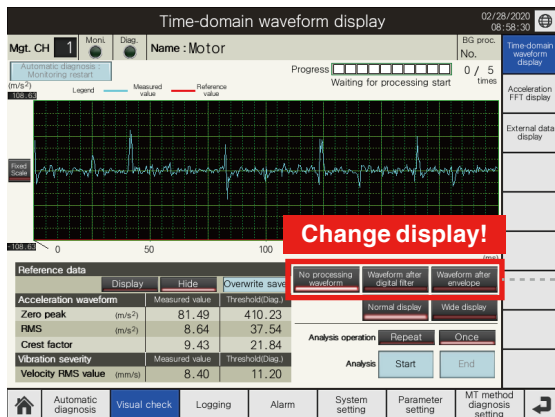 Time-domain waveform display
02/28/2020
08:58:30
Mgt. CH 1 Moni. Diag. Name : Motor
BG proc.
No.
0 / 5
times
Automatic diagnosis :
Monitoring restart
Progress
Waiting for processing start
(m/s²)
108.63
Legend Measured value Reference value
Fixed
Scale
-108.63
0 50 100
(ms)
Change display!
Time-domain
waveform
display
Acceleration
FFT display
External data
display
Reference data
Display Hide Overwrite save
No processing
waveform
Waveform after
digital filter
Waveform after
envelope
Normal display Wide display
Acceleration waveform Measured value Threshold(Diag.)
Zero peak (m/s²) 81.49 410.23
RMS (m/s²) 8.64 37.54
Crest factor 9.43 21.84
Vibration severity Measured value Threshold(Diag.)
Velocity RMS value (mm/s) 8.40 11.20
Analysis operation Repeat Once
Analysis Start End
Automatic
diagnosis
Visual check
Logging
Alarm
System
setting
Parameter
setting
MT method
diagnosis
setting